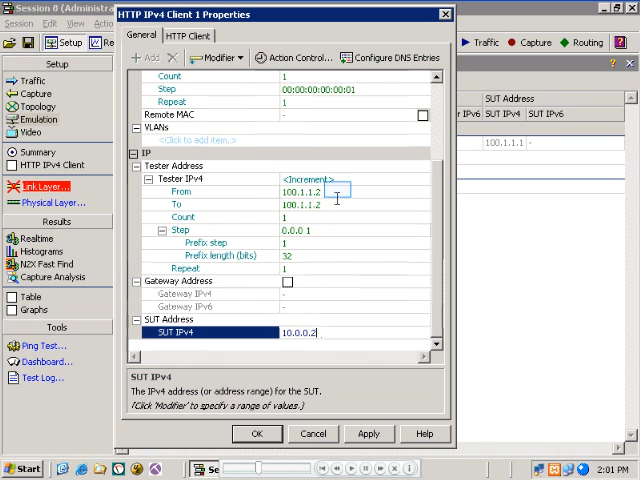 Session 8 (
HTTP IPv4 Client 1 Properties
Session Edit View Action
General HTTP Client
Setup
Traffic Capture Routing
Add Modifier Action Control... Configure DNS Entries
Setup
Traffic
Capture
Topology
Emulation
Video
Summary
HTTP IPv4 Client
Link Layer...
Physical Layer...
Results
Realtime
Histograms
N2X Fast Find
Capture Analysis
Table
Graphs
Tools
Ping Test...
Dashboard...
Test Log...
Count 1
Step 00:00:00:00:00:01
Repeat 1
Remote MAC -
VLANs
<Click to add item.>
IP
Tester Address
Tester IPv4 <Increment>
From 100.1.1.2
To 100.1.1.2
Count 1
Step 0.0.0 1
Prefix step 1
Prefix length (bits) 32
Repeat 1
Gateway Address
Gateway IPv4 -
Gateway IPv6 -
SUT Address
SUT IPv4 10.0.0.2
SUT IPv4
The IPv4 address (or address range) for the SUT.
(Click 'Modifier' to specify a range of values.)
OK Cancel Apply Help
SUT Address
IPv6 SUT IPv4 SUT IPv6
100.1.1.1 -
Start Se 2:01 PM